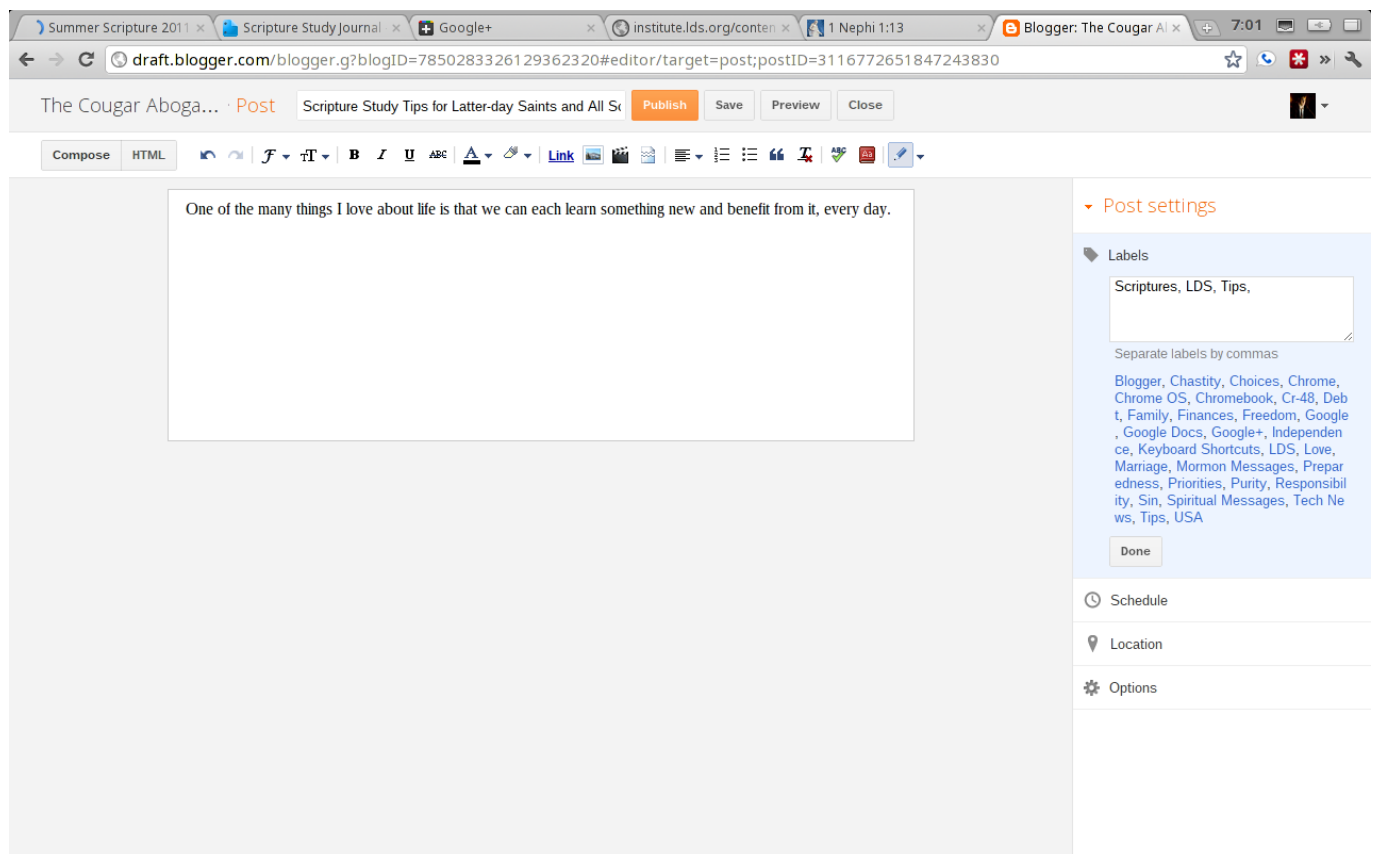 Summer Scripture 2011
Scripture Study Journal
Google+
institute.lds.org/conten
1 Nephi 1:13
Blogger: The Cougar Al
7:01
draft.blogger.com/blogger.g?blogID=7850283326129362320#editor/target=post;postID=3116772651847243830
The Cougar Aboga... · Post
Scripture Study Tips for Latter-day Saints and All Sc
Publish
Save
Preview
Close
Compose
HTML
F
TT
B
I
U
ABC
A
Link
ABC
Aa
One of the many things I love about life is that we can each learn something new and benefit from it, every day.
Post settings
Labels
Scriptures, LDS, Tips,
Separate labels by commas
Blogger, Chastity, Choices, Chrome,
Chrome OS, Chromebook, Cr-48, Deb
t, Family, Finances, Freedom, Google
, Google Docs, Google+, Independen
ce, Keyboard Shortcuts, LDS, Love,
Marriage, Mormon Messages, Prepar
edness, Priorities, Purity, Responsibil
ity, Sin, Spiritual Messages, Tech Ne
ws, Tips, USA
Done
Schedule
Location
Options